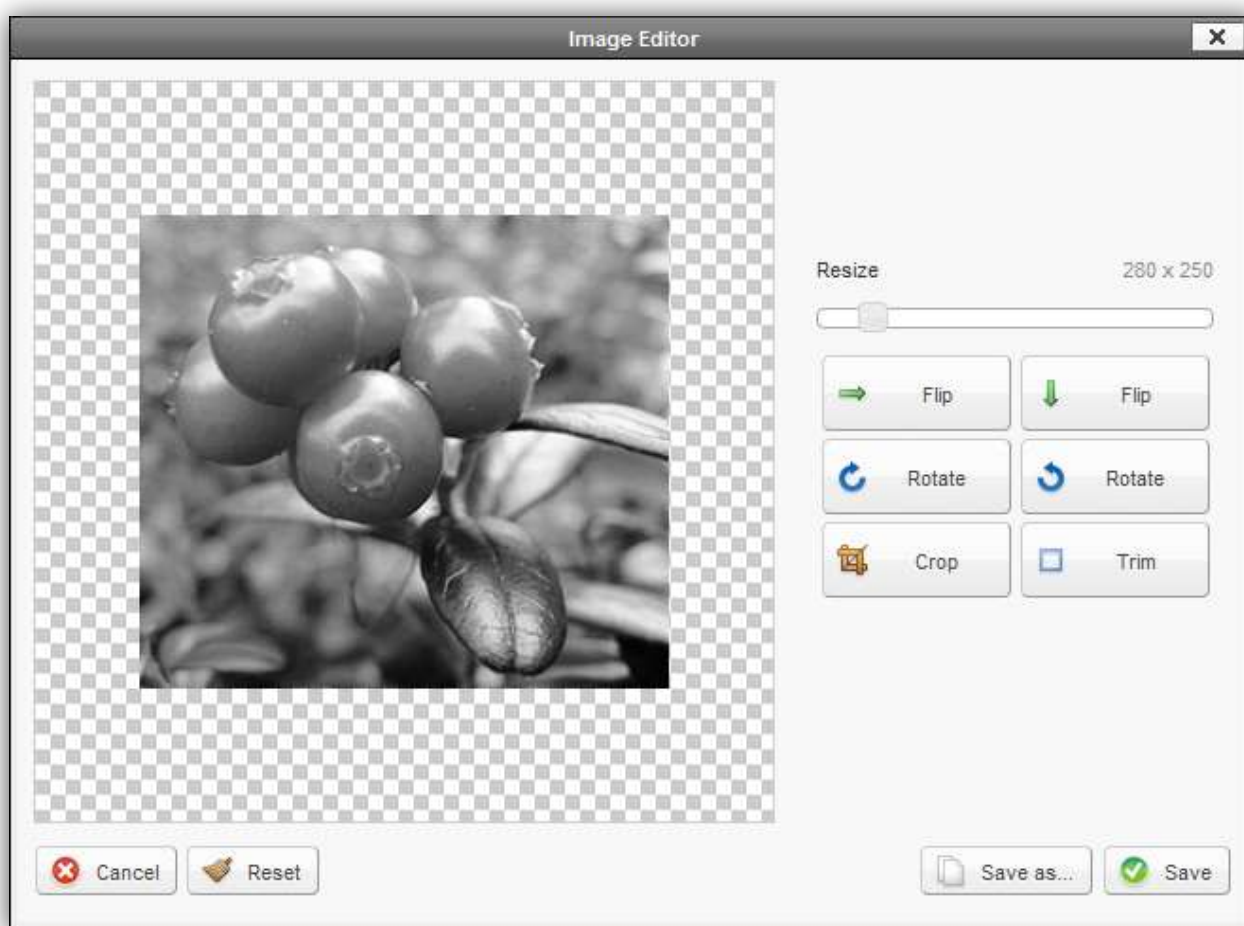 Image Editor
Resize 280 x 250
Flip Flip
Rotate Rotate
Crop Trim
Cancel Reset Save as... Save